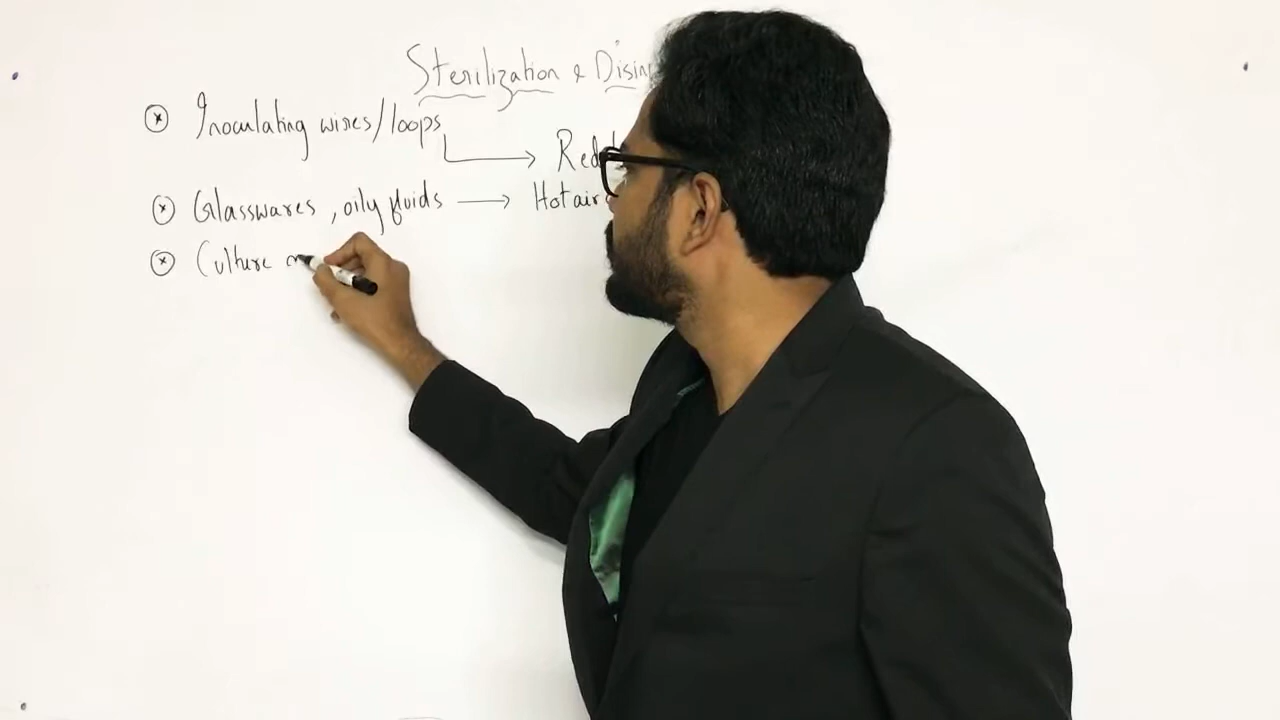 Sterilization & Disin
Inoculating wires/loops
Red
Glasswares, oily fluids → Hot air
Culture